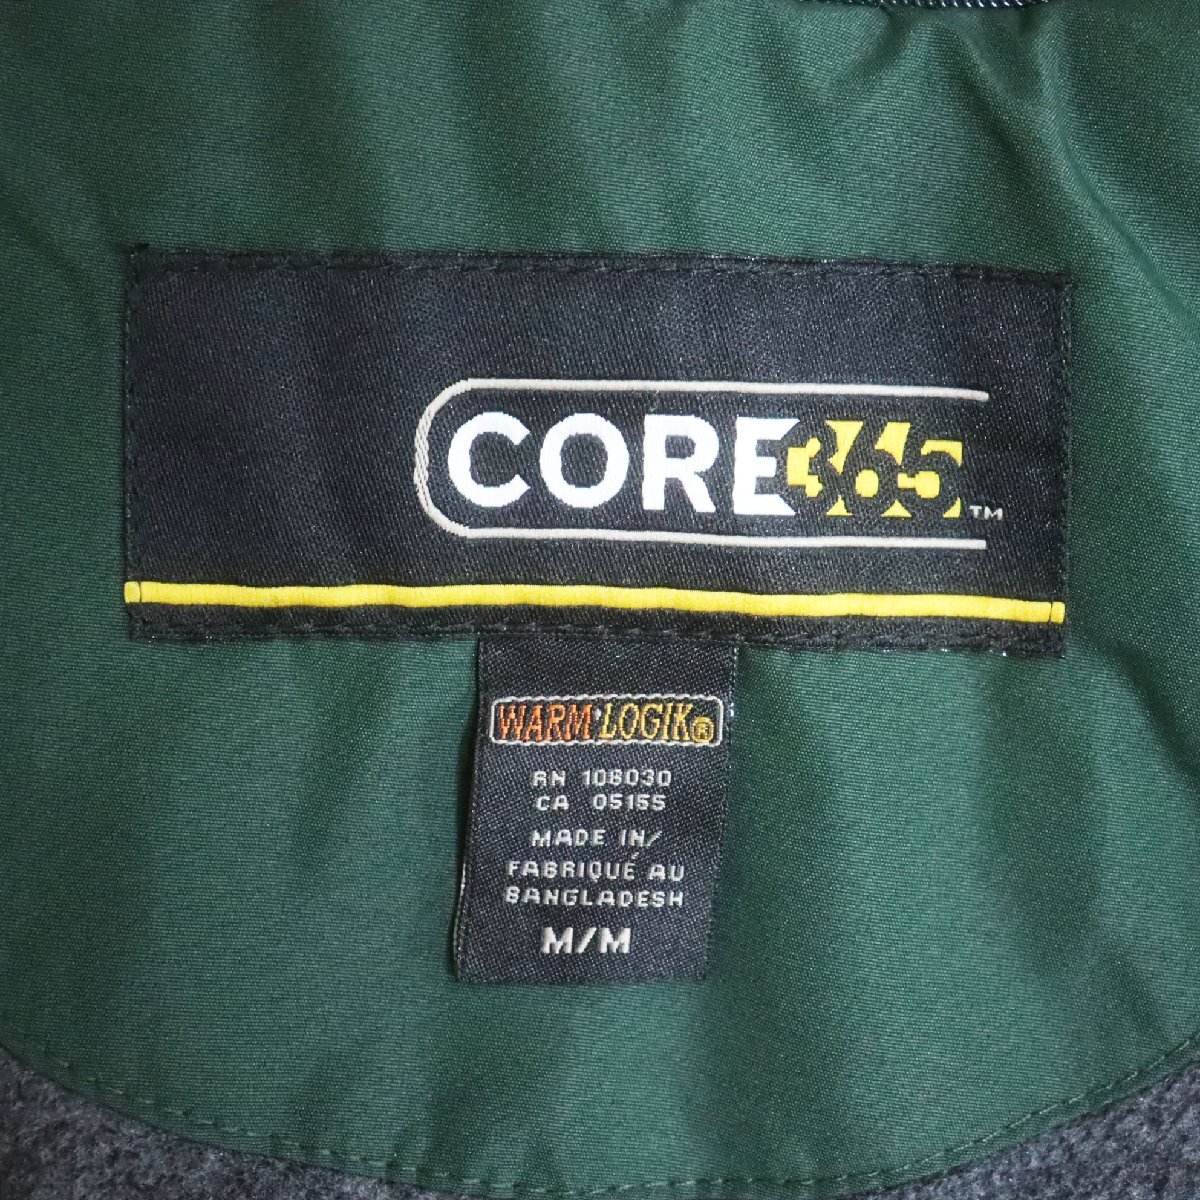 CORE365™
WARM LOGIK®
RN 108030
CA 05155
MADE IN/
FABRIQUÉ AU
BANGLADESH
M/M